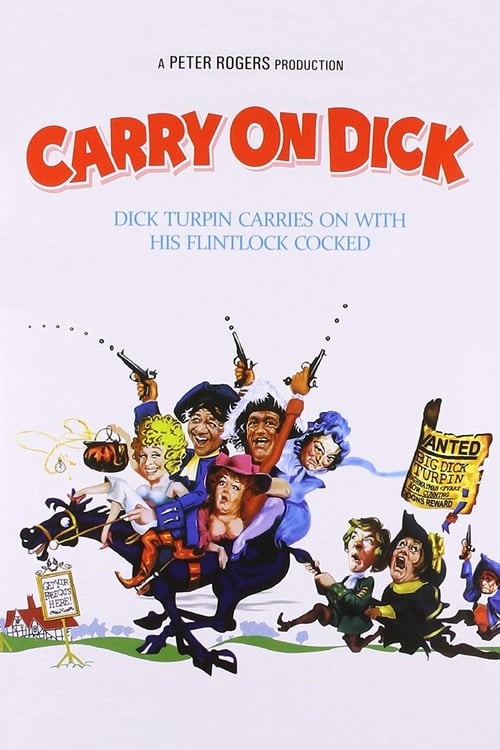 A PETER ROGERS PRODUCTION
CARRY ON DICK
DICK TURPIN CARRIES ON WITH
HIS FLINTLOCK COCKED
WANTED
BIG DICK
TURPIN
REWARD
HERE!